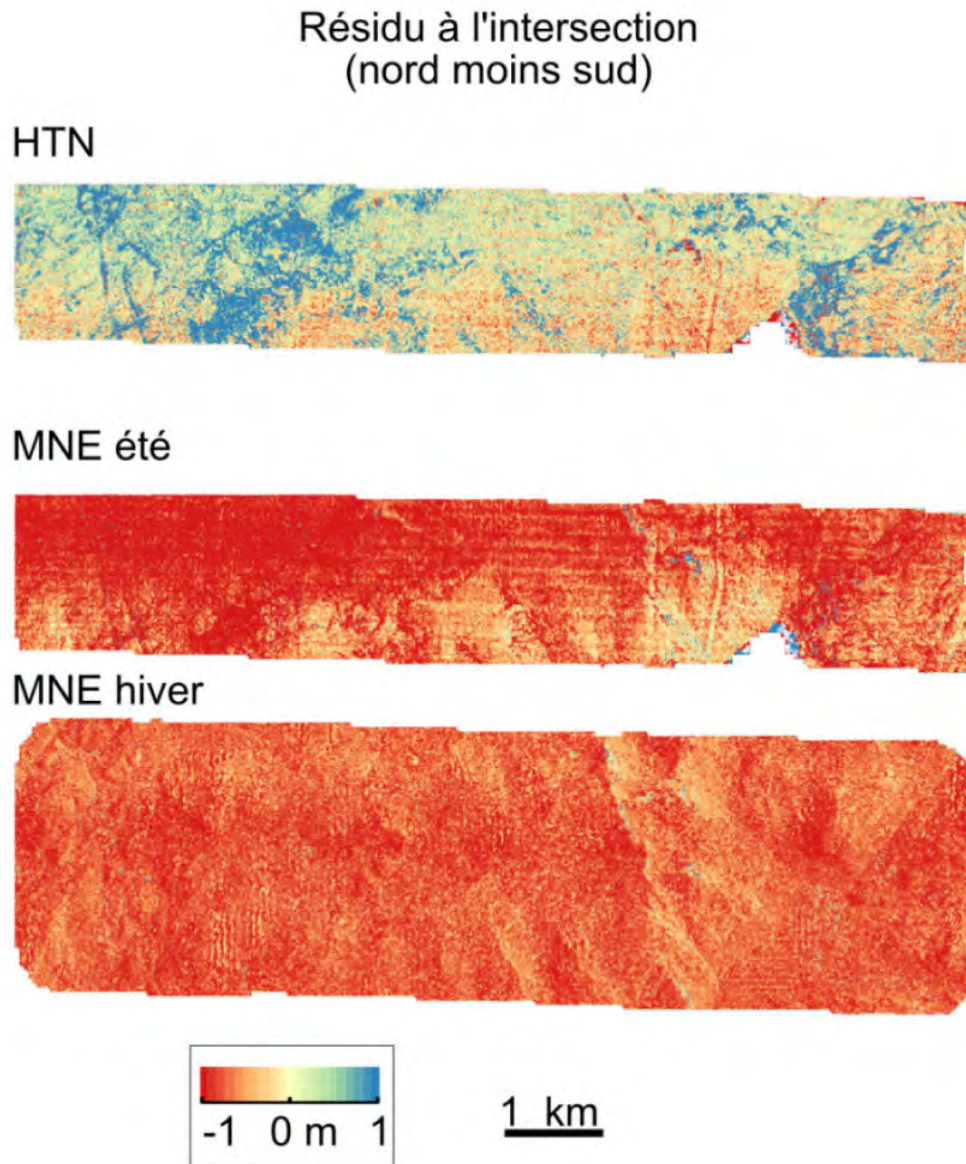 Résidu à l'intersection
(nord moins sud)
HTN
MNE été
MNE hiver
-1 0 m 1
1 km